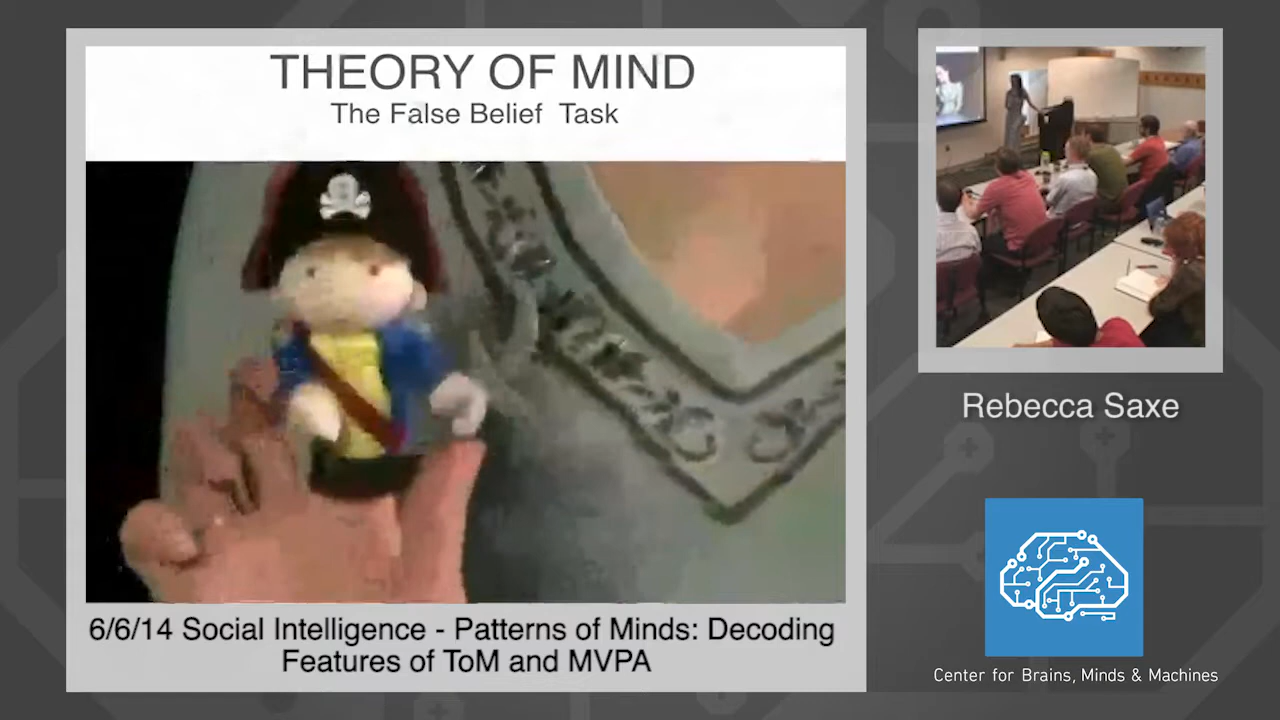 THEORY OF MIND
The False Belief Task
6/6/14 Social Intelligence - Patterns of Minds: Decoding
Features of ToM and MVPA
Rebecca Saxe
Center for Brains, Minds & Machines